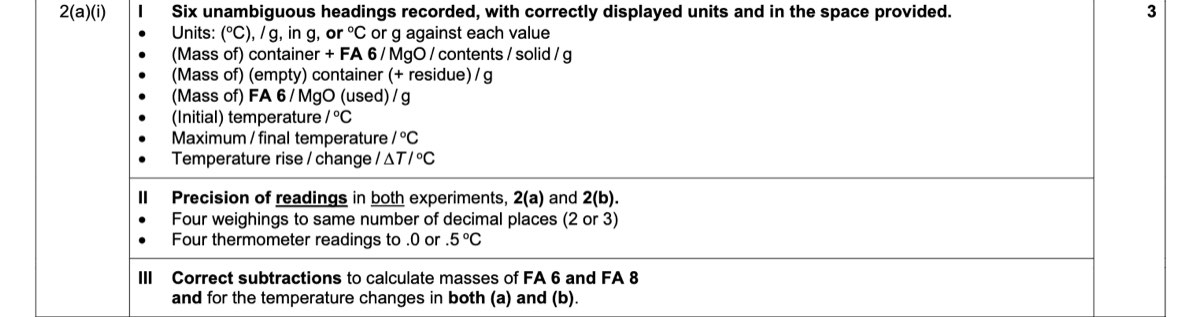 2(a)(i) I Six unambiguous headings recorded, with correctly displayed units and in the space provided. 3
• Units: (°C), / g, in g, or °C or g against each value
• (Mass of) container + FA 6 / MgO / contents / solid / g
• (Mass of) (empty) container (+ residue) / g
• (Mass of) FA 6 / MgO (used) / g
• (Initial) temperature / °C
• Maximum / final temperature / °C
• Temperature rise / change / ΔT / °C
II Precision of readings in both experiments, 2(a) and 2(b).
• Four weighings to same number of decimal places (2 or 3)
• Four thermometer readings to .0 or .5 °C
III Correct subtractions to calculate masses of FA 6 and FA 8
and for the temperature changes in both (a) and (b).